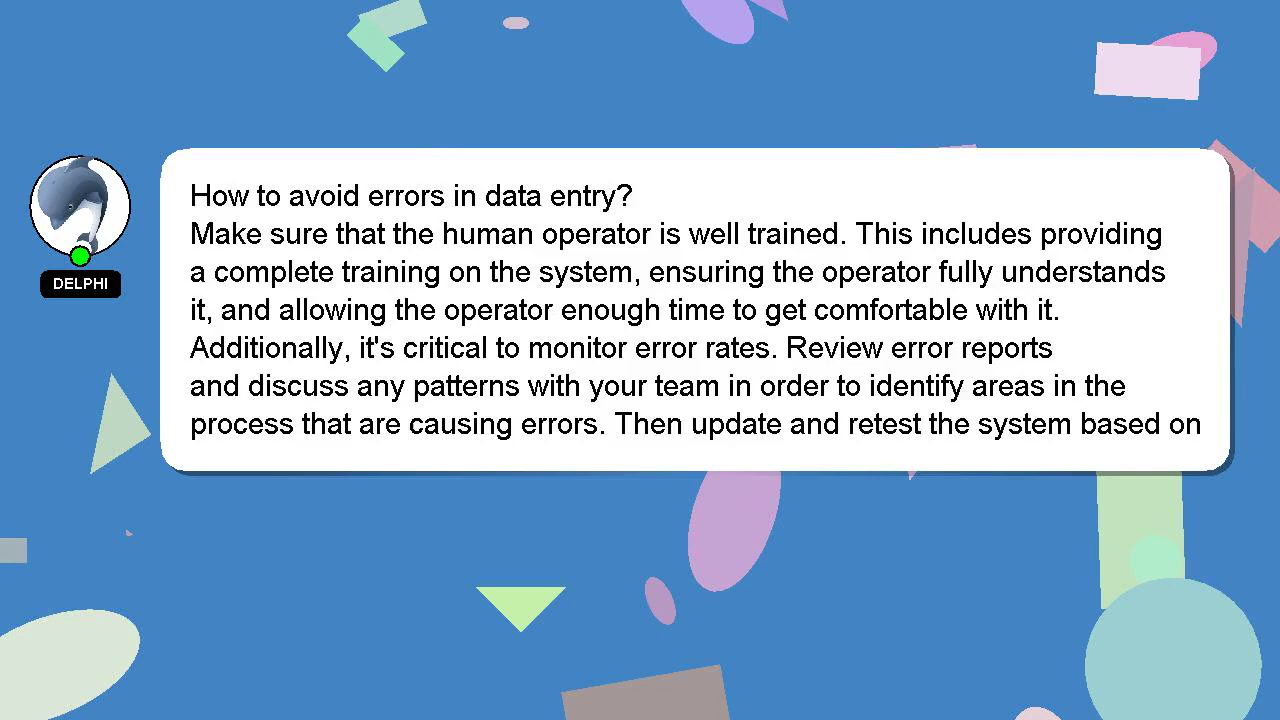 How to avoid errors in data entry?
Make sure that the human operator is well trained. This includes providing
a complete training on the system, ensuring the operator fully understands
it, and allowing the operator enough time to get comfortable with it.
Additionally, it's critical to monitor error rates. Review error reports
and discuss any patterns with your team in order to identify areas in the
process that are causing errors. Then update and retest the system based on
DELPHI